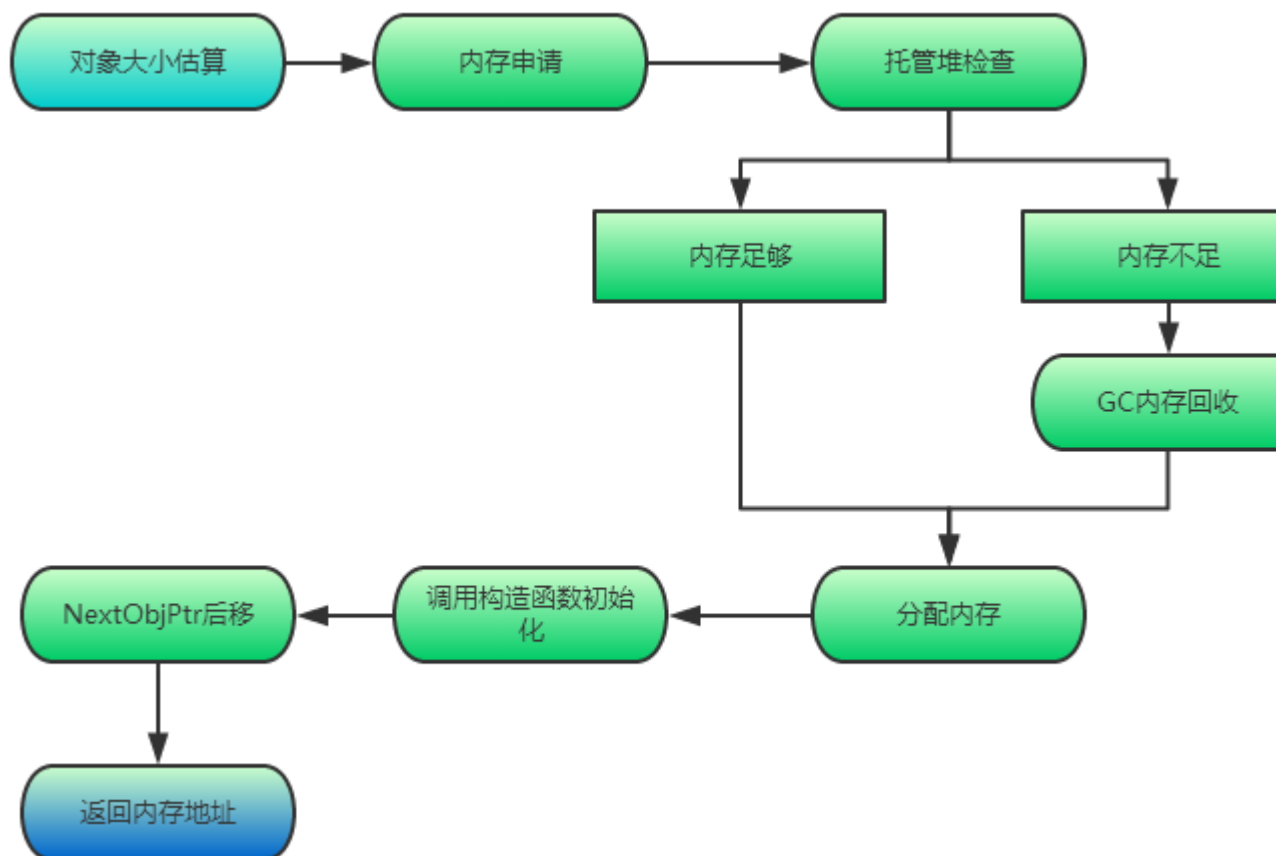 对象大小估算
内存申请
托管堆检查
内存足够
内存不足
GC内存回收
分配内存
调用构造函数初始
化
NextObjPtr后移
返回内存地址